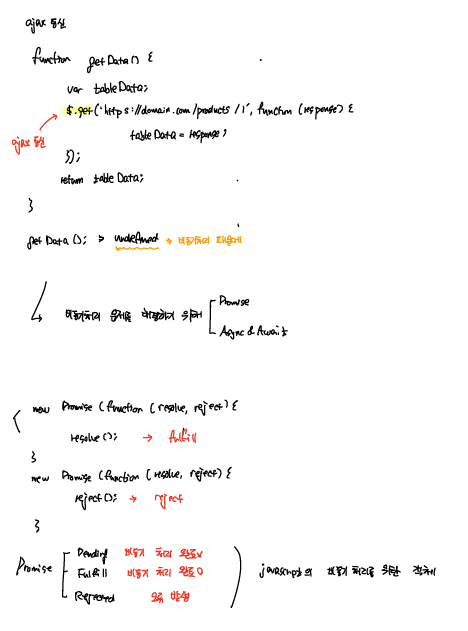 ajax 통신
function getData() {
var tableData;
$.get('https://domain.com/products/1', function (response) {
tableData = response;
ajax 통신
});
return tableData;
}
getData(); > undefined → 비동기처리 때문에
비동기처리 문제를 해결하기 위해
Promise
Async & Await
new Promise (function (resolve, reject) {
resolve(); → fulfill
}
new Promise (function (resolve, reject) {
reject(); → reject
}
Promise
Pending 비동기 처리 완료x
Fulfill 비동기 처리 완료O
Rejected 오류 발생
javascript의 비동기 처리를 위한 객체